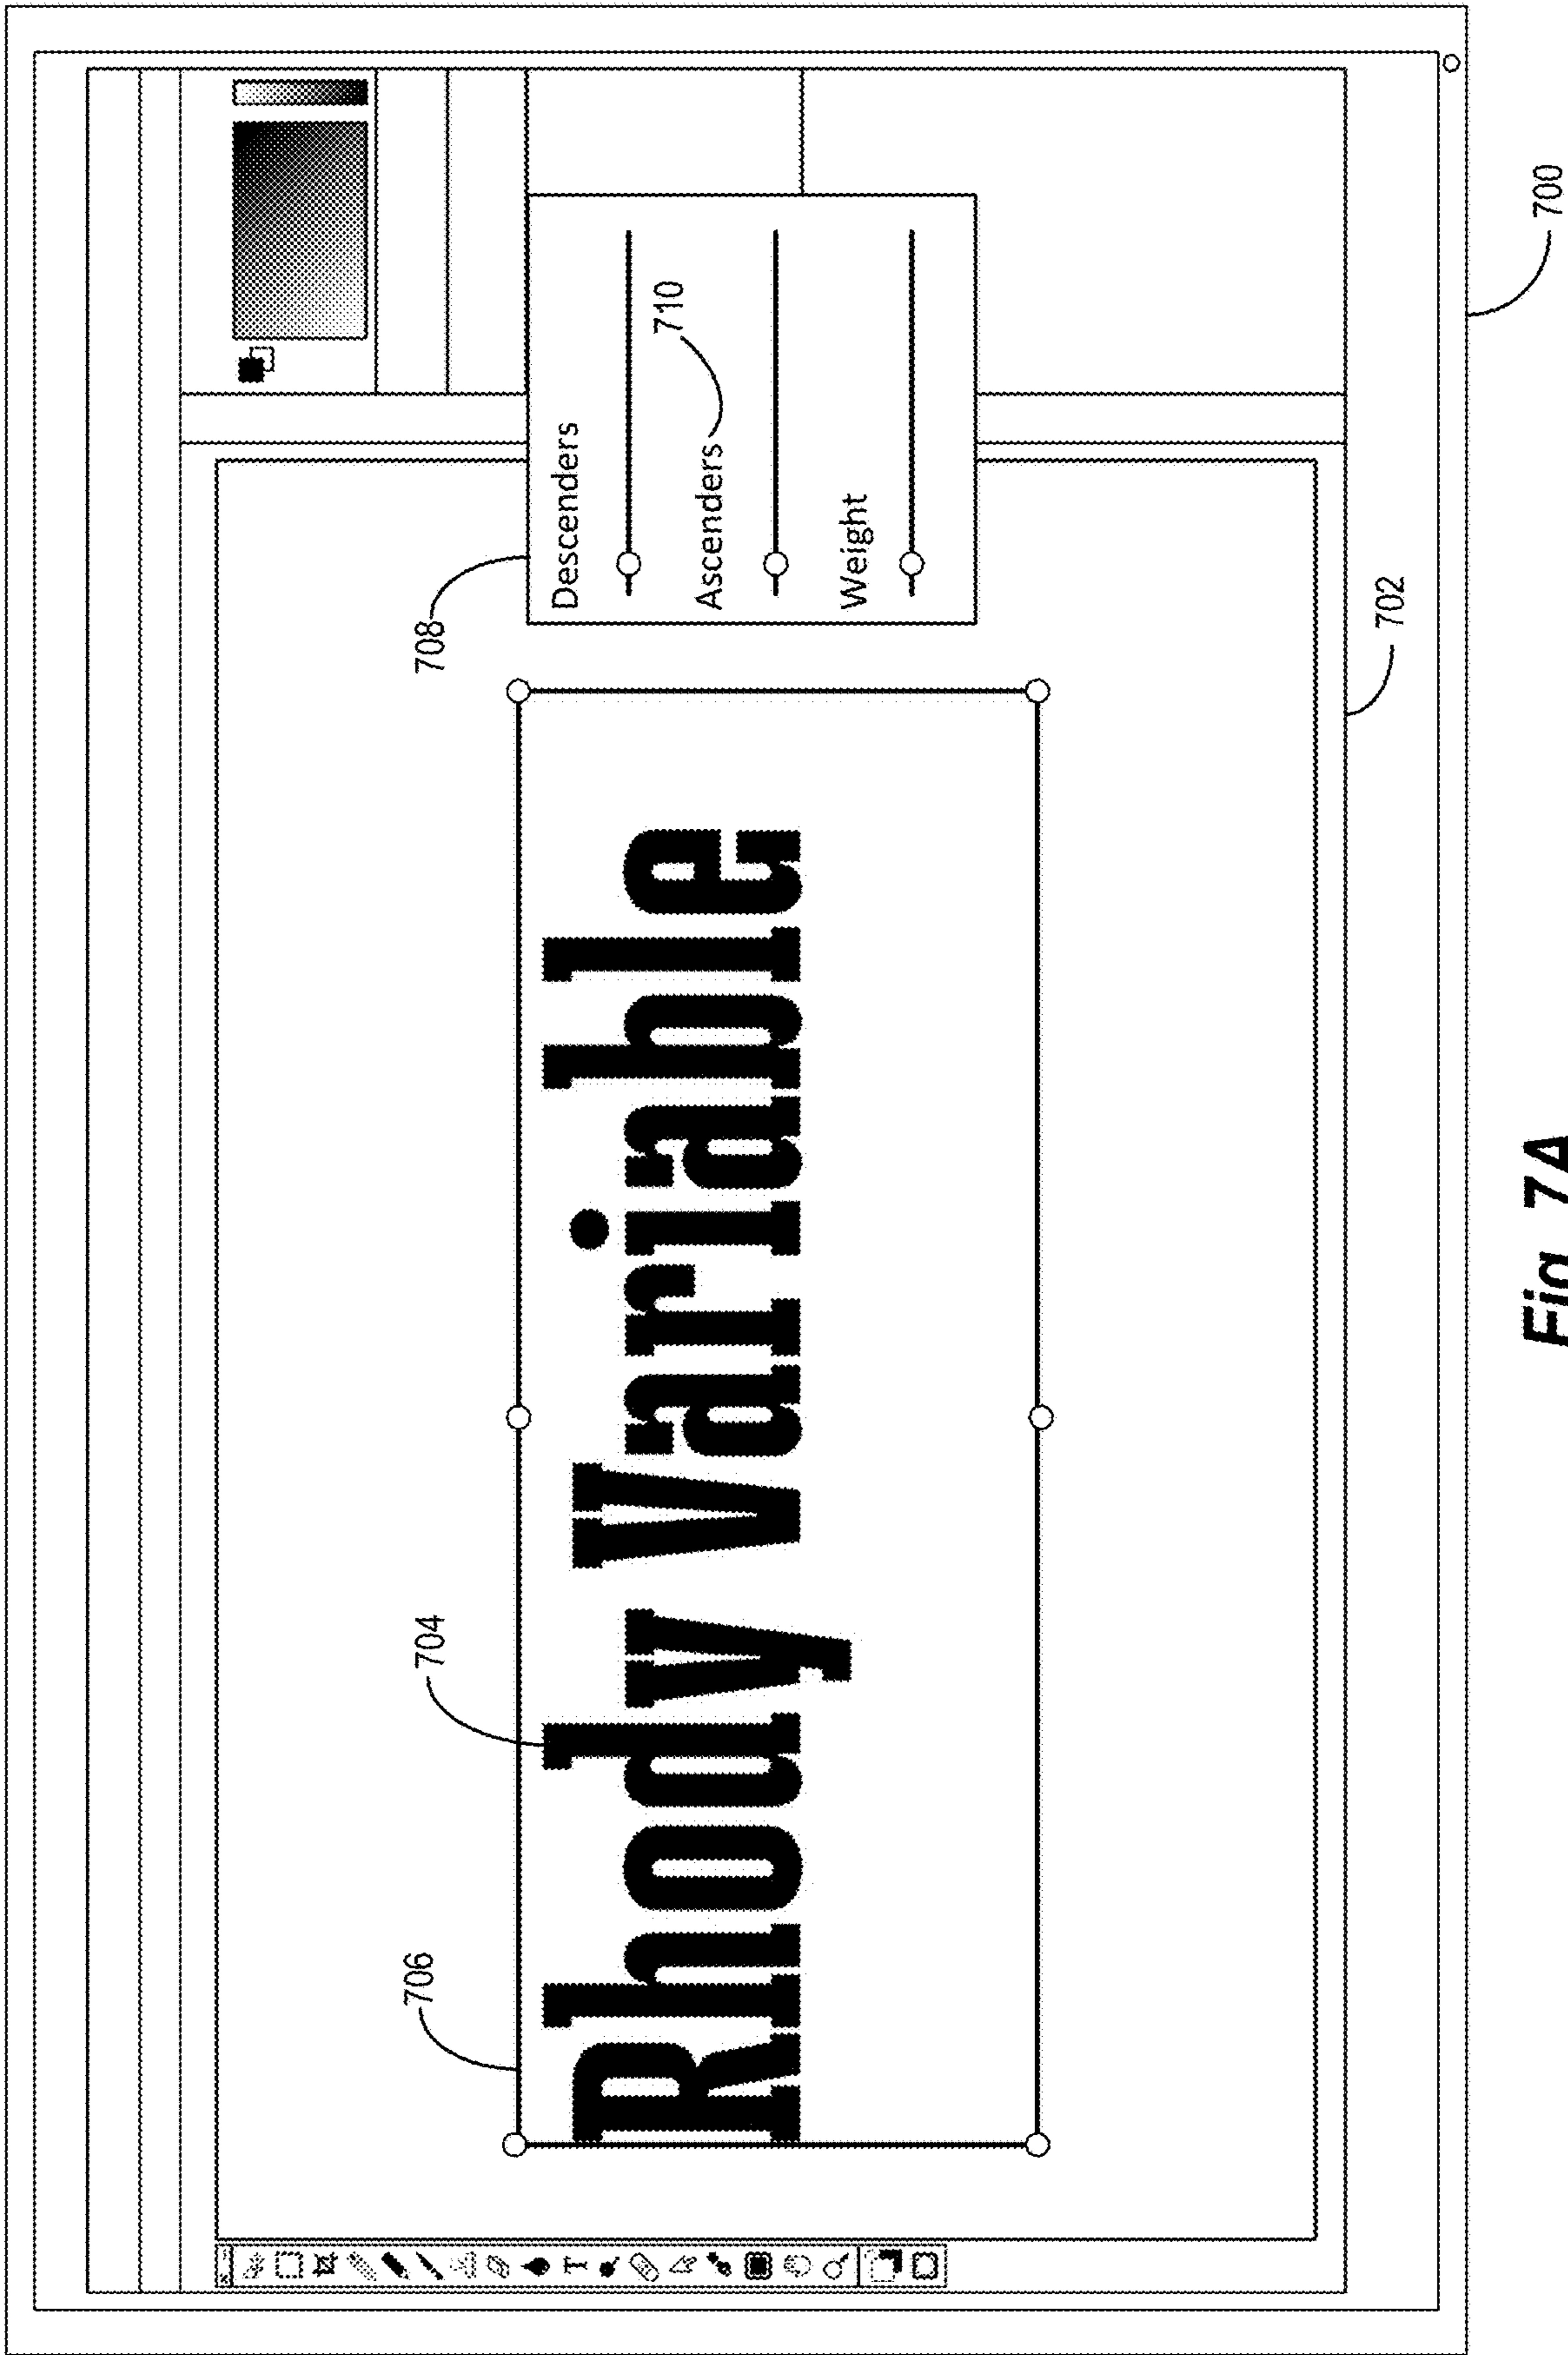 706
704
708
Rhody Variable
Descenders
Ascenders
710
Weight
T
702
700
Fig. 7A